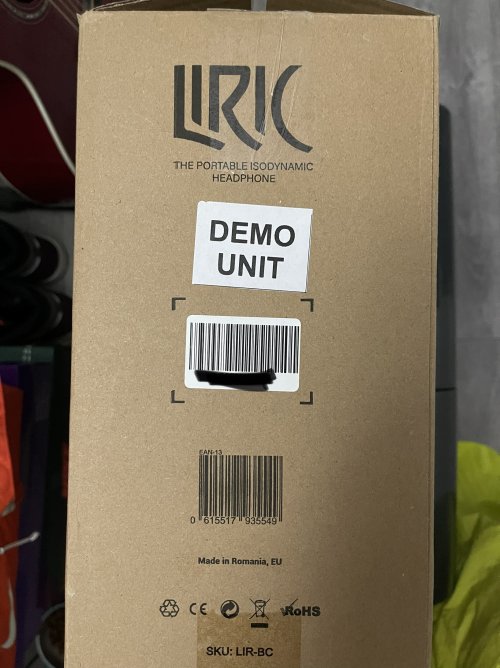 LIRIC
THE PORTABLE ISODYNAMIC
HEADPHONE
DEMO
UNIT
EAN-13
0 615517 935549
Made in Romania, EU
CE RoHS
SKU: LIR-BC